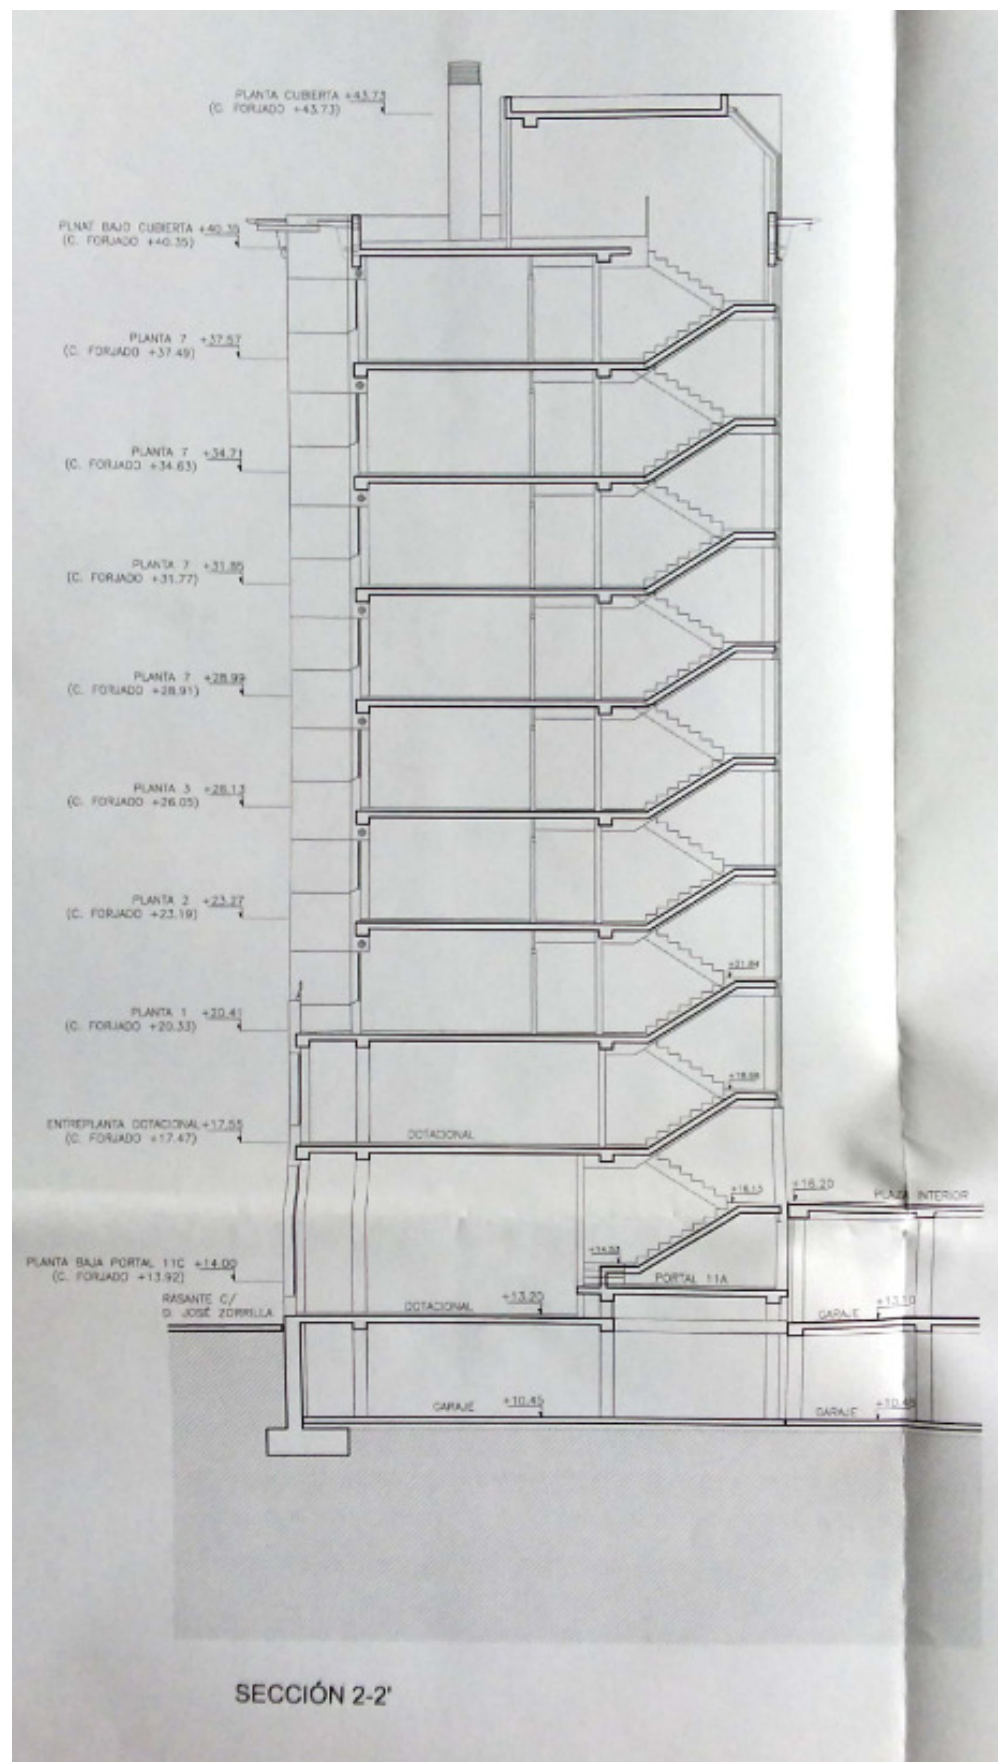 PLANTA CUBIERTA +43.73
(C. FORJADO +43.73)
PLNAT BAJO CUBIERTA +40.35
(C. FORJADO +40.35)
PLANTA 7 +37.57
(C. FORJADO +37.49)
PLANTA 7 +34.71
(C. FORJADO +34.63)
PLANTA 7 +31.85
(C. FORJADO +31.77)
PLANTA 7 +28.99
(C. FORJADO +28.91)
PLANTA 3 +26.13
(C. FORJADO +26.05)
PLANTA 2 +23.27
(C. FORJADO +23.19)
+21.84
PLANTA 1 +20.41
(C. FORJADO +20.33)
+18.98
ENTREPLANTA DOTACIONAL +17.55
(C. FORJADO +17.47)
DOTACIONAL
+16.20
PLAZA INTERIOR
PLANTA BAJA PORTAL 11C +14.00
(C. FORJADO +13.92)
PORTAL 11A
RASANTE C/
D. JOSÉ ZORRILLA
DOTACIONAL +13.20
GARAJE +13.10
GARAJE +10.45
GARAJE +10.45
SECCIÓN 2-2'